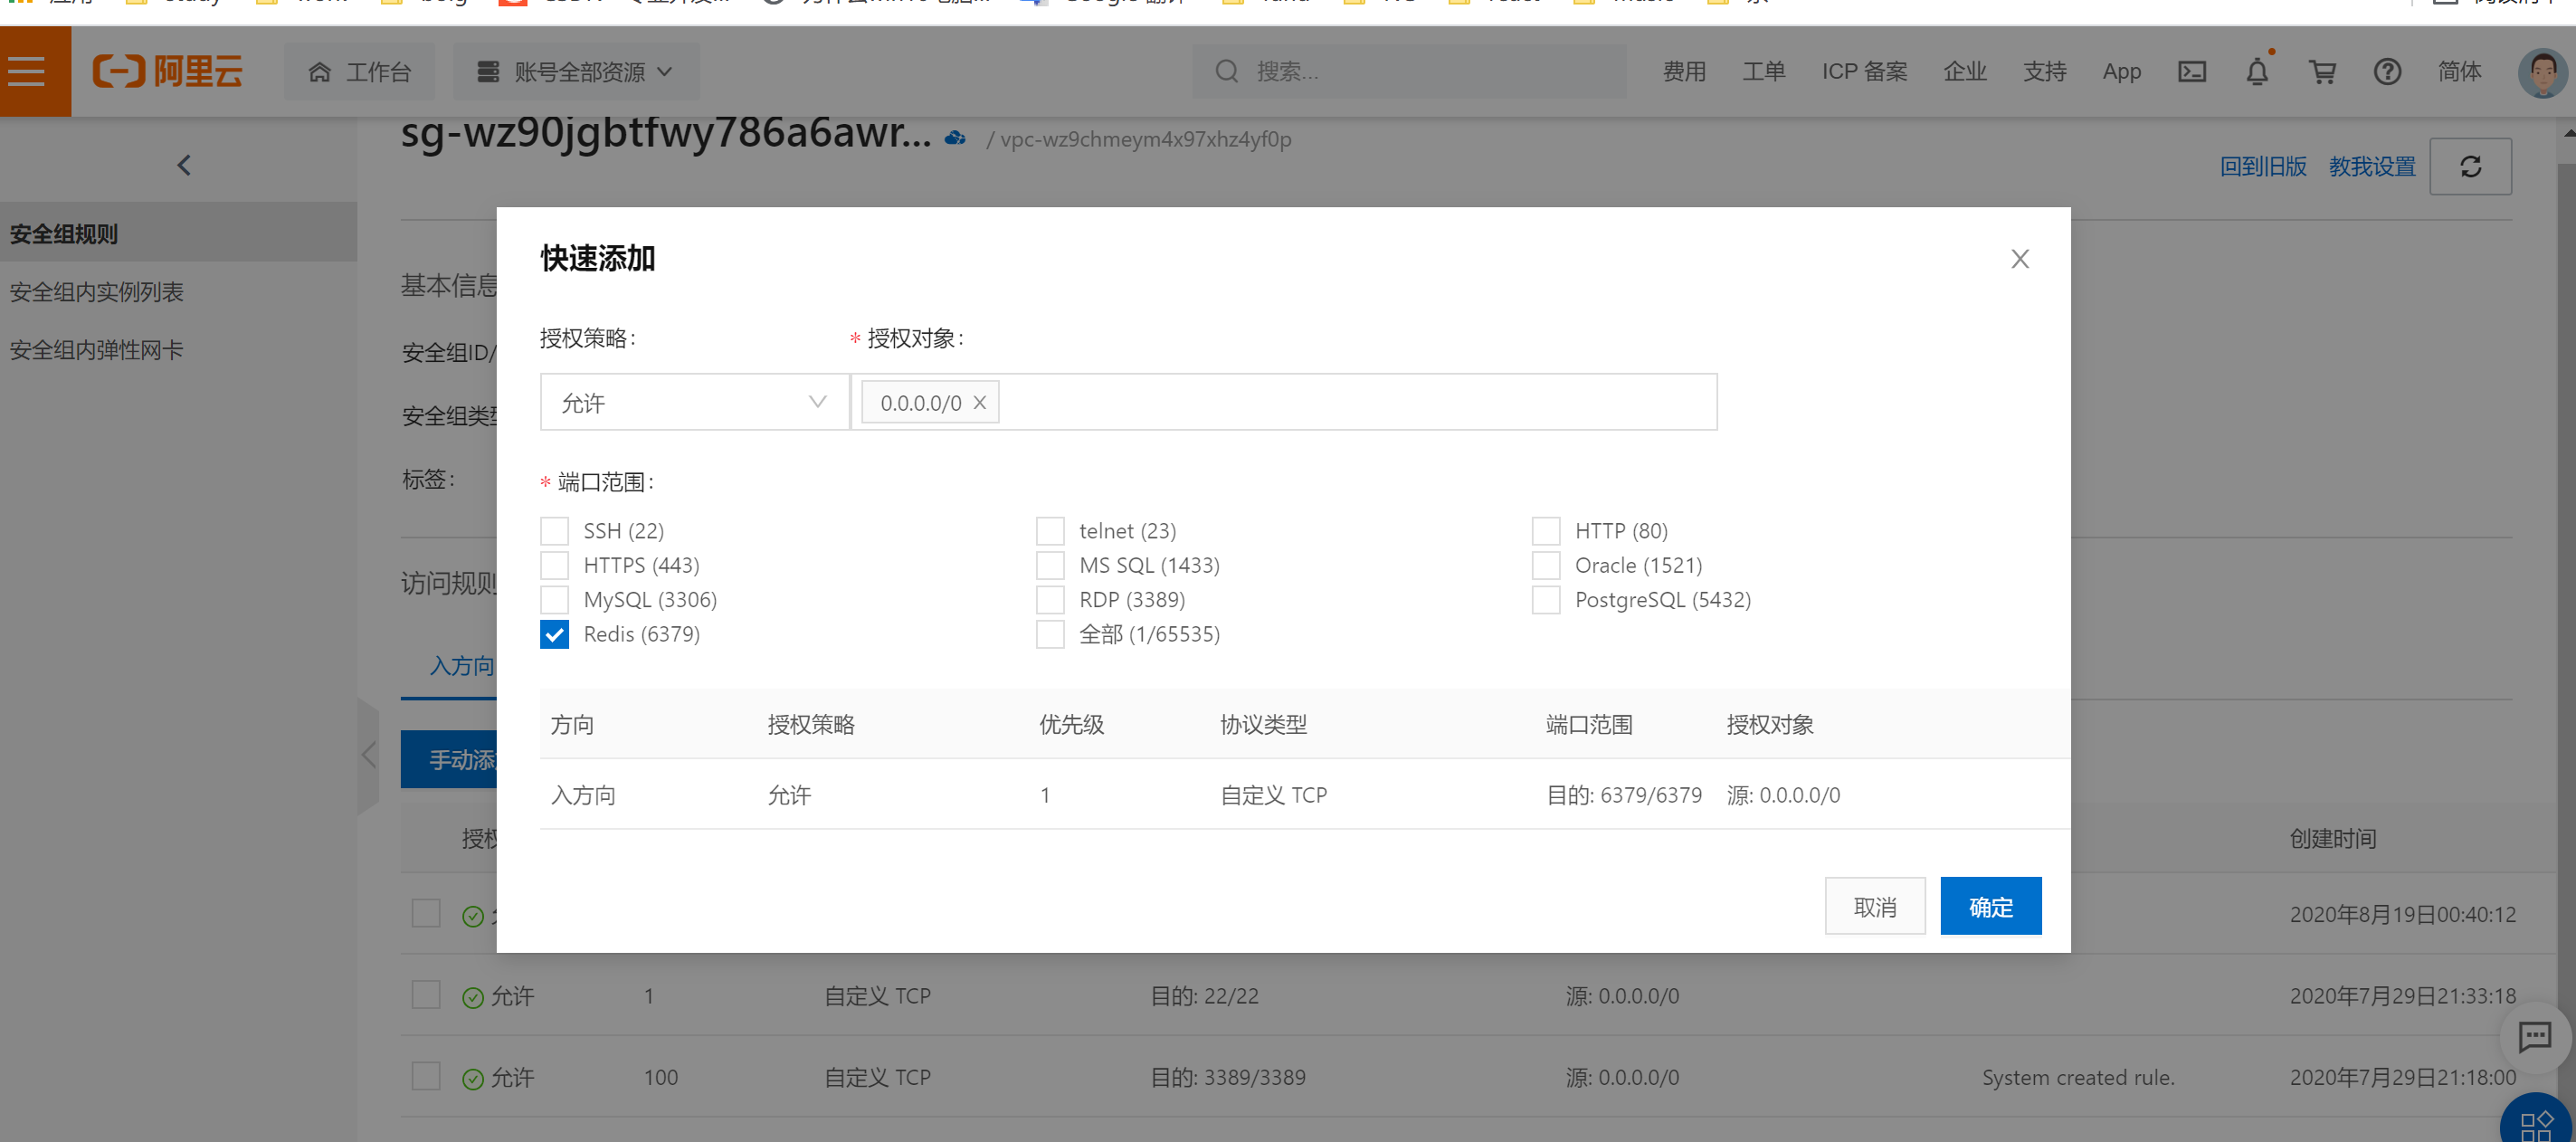 阿里云 工作台 账号全部资源 搜索... 费用 工单 ICP 备案 企业 支持 App 简体
sg-wz90jgbtfwy786a6awr... / vpc-wz9chmeym4x97xhz4yf0p
回到旧版 教我设置
安全组规则
安全组内实例列表
安全组内弹性网卡
基本信息
安全组ID/
安全组类型
标签:
访问规则
入方向
手动添加
快速添加
授权策略: * 授权对象:
允许 0.0.0.0/0
* 端口范围:
SSH (22) telnet (23) HTTP (80)
HTTPS (443) MS SQL (1433) Oracle (1521)
MySQL (3306) RDP (3389) PostgreSQL (5432)
Redis (6379) 全部 (1/65535)
方向 授权策略 优先级 协议类型 端口范围 授权对象
入方向 允许 1 自定义 TCP 目的: 6379/6379 源: 0.0.0.0/0
取消 确定
授权 创建时间
2020年8月19日00:40:12
允许 1 自定义 TCP 目的: 22/22 源: 0.0.0.0/0 2020年7月29日21:33:18
允许 100 自定义 TCP 目的: 3389/3389 源: 0.0.0.0/0 System created rule. 2020年7月29日21:18:00